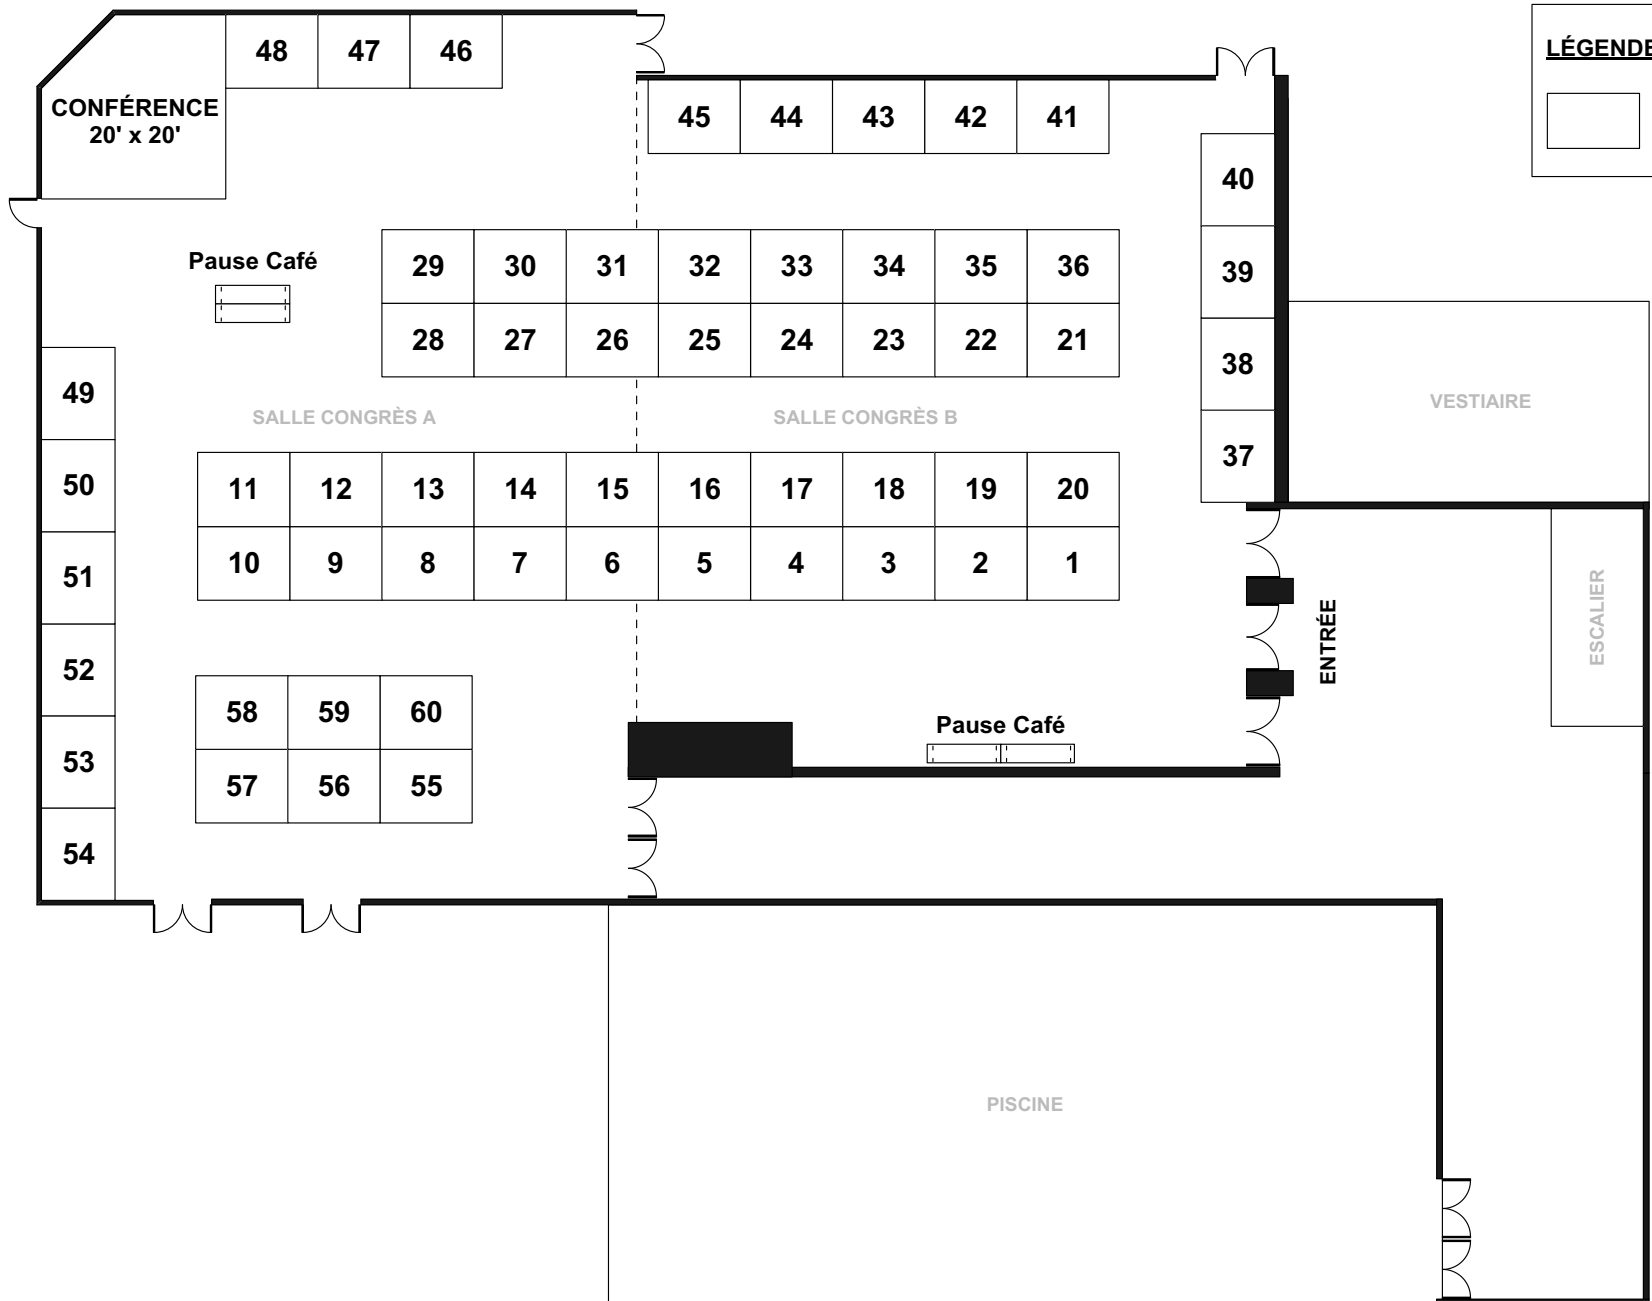 48 47 46
LÉGENDE
CONFÉRENCE
20' x 20'
45 44 43 42 41
40
Pause Café
29 30 31 32 33 34 35 36
39
28 27 26 25 24 23 22 21
38
49
SALLE CONGRÈS A
SALLE CONGRÈS B
VESTIAIRE
37
50
11 12 13 14 15 16 17 18 19 20
51
10 9 8 7 6 5 4 3 2 1
ENTRÉE
ESCALIER
52
58 59 60
Pause Café
53
57 56 55
54
PISCINE